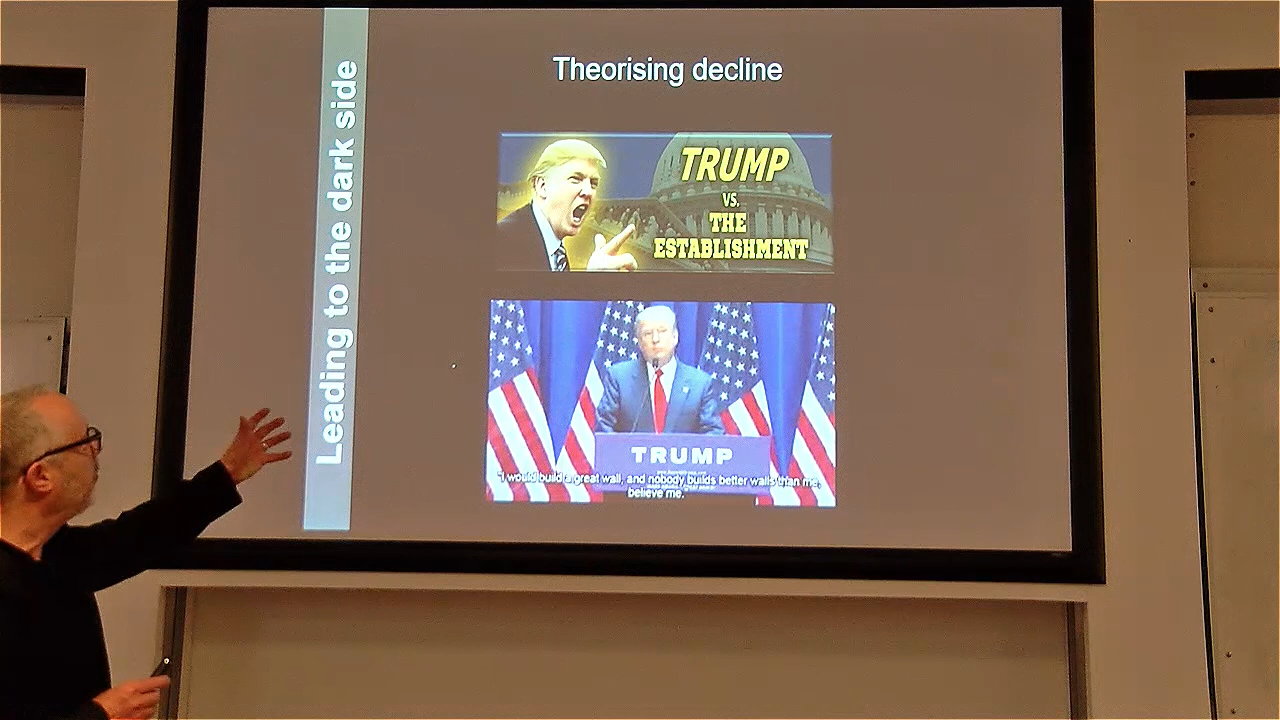 Leading to the dark side
Theorising decline
TRUMP
VS.
THE
ESTABLISHMENT
TRUMP
"I would build a great wall, and nobody builds better walls than me,
believe me."